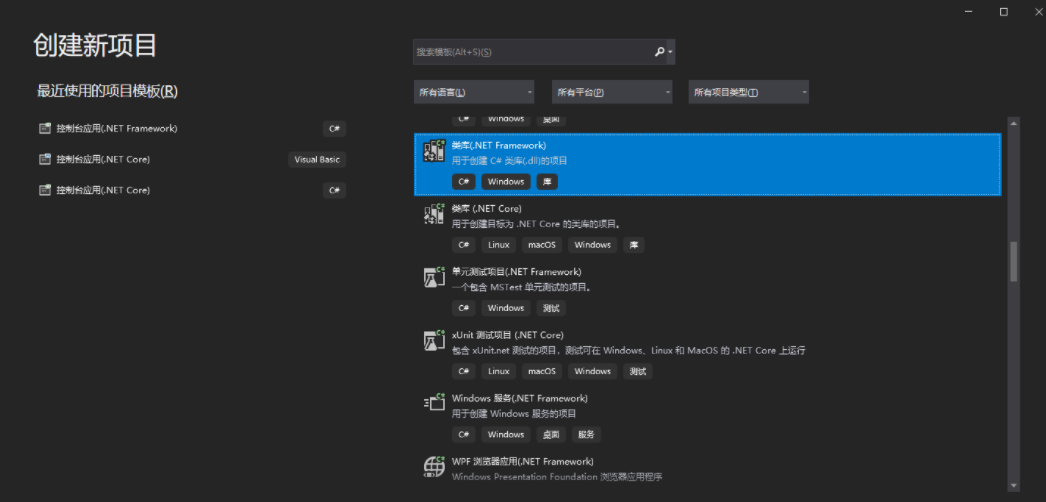 创建新项目
搜索模板(Alt+S)(S)
最近使用的项目模板(R)
所有语言(L)
所有平台(P)
所有项目类型(T)
控制台应用(.NET Framework)
C#
控制台应用(.NET Core)
Visual Basic
控制台应用(.NET Core)
C#
C# Windows 桌面
类库(.NET Framework)
用于创建 C# 类库(.dll)的项目
C# Windows 库
类库 (.NET Core)
用于创建目标为 .NET Core 的类库的项目。
C# Linux macOS Windows 库
单元测试项目(.NET Framework)
一个包含 MSTest 单元测试的项目。
C# Windows 测试
xUnit 测试项目 (.NET Core)
包含 xUnit.net 测试的项目，测试可在 Windows、Linux 和 MacOS 的 .NET Core 上运行
C# Linux macOS Windows 测试
Windows 服务(.NET Framework)
用于创建 Windows 服务的项目
C# Windows 桌面 服务
WPF 浏览器应用(.NET Framework)
Windows Presentation Foundation 浏览器应用程序